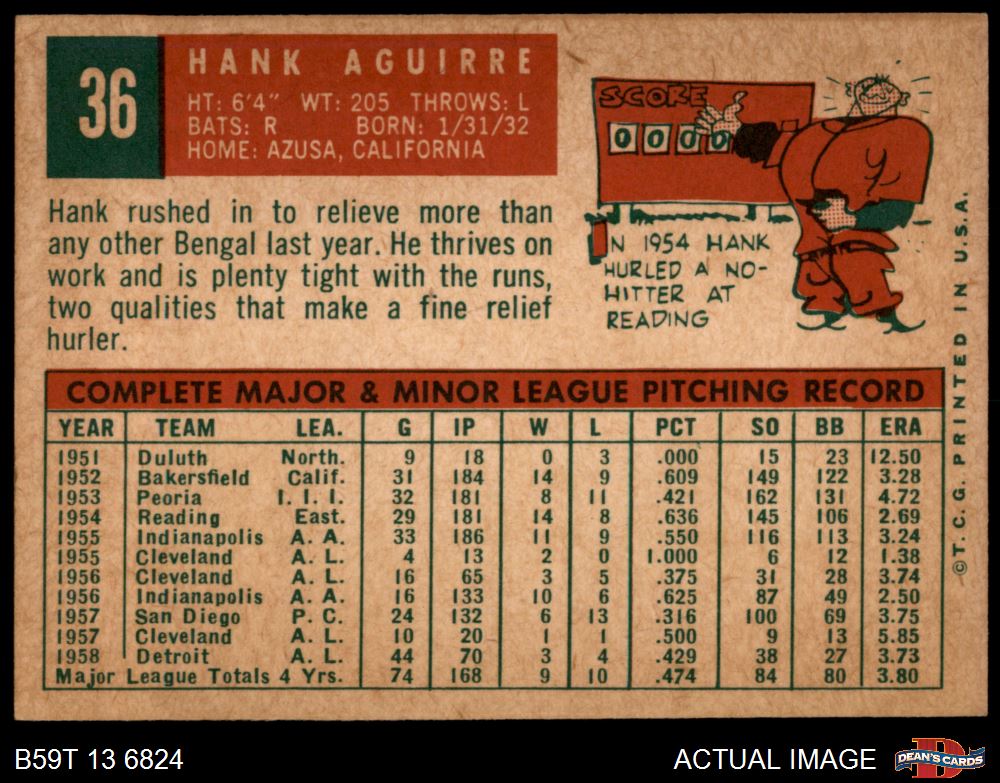 36
HANK AGUIRRE
HT: 6'4" WT: 205 THROWS: L
BATS: R BORN: 1/31/32
HOME: AZUSA, CALIFORNIA
Hank rushed in to relieve more than
any other Bengal last year. He thrives on
work and is plenty tight with the runs,
two qualities that make a fine relief
hurler.
SCORE
0 0 0 0
IN 1954 HANK
HURLED A NO-
HITTER AT
READING
COMPLETE MAJOR & MINOR LEAGUE PITCHING RECORD
YEAR TEAM LEA. G IP W L PCT SO BB ERA
1951 Duluth North. 9 18 0 3 .000 15 23 12.50
1952 Bakersfield Calif. 31 184 14 9 .609 149 122 3.28
1953 Peoria I. I. I. 32 181 8 11 .421 162 131 4.72
1954 Reading East. 29 181 14 8 .636 145 106 2.69
1955 Indianapolis A. A. 33 186 11 9 .550 116 113 3.24
1955 Cleveland A. L. 4 13 2 0 1.000 6 12 1.38
1956 Cleveland A. L. 16 65 3 5 .375 31 28 3.74
1956 Indianapolis A. A. 16 133 10 6 .625 87 49 2.50
1957 San Diego P. C. 24 132 6 13 .316 100 69 3.75
1957 Cleveland A. L. 10 20 1 1 .500 9 13 5.85
1958 Detroit A. L. 44 70 3 4 .429 38 27 3.73
Major League Totals 4 Yrs. 74 168 9 10 .474 84 80 3.80
© T. C. G. PRINTED IN U.S.A.
B59T 13 6824
ACTUAL IMAGE
D
DEAN'S CARDS